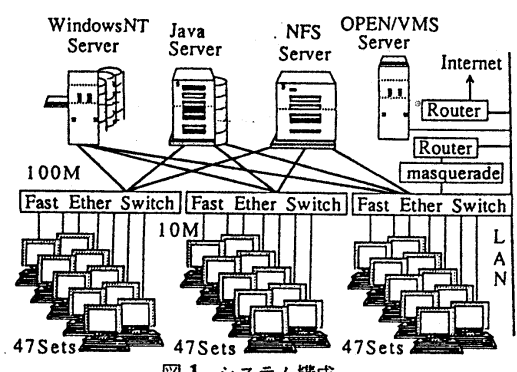 WindowsNT
Server
Java
Server
NFS
Server
OPEN/VMS
Server
Internet
Router
Router
masquerade
100M
Fast Ether Switch
Fast Ether Switch
Fast Ether Switch
10M
LAN
47Sets
47Sets
47Sets
図1 システム構成